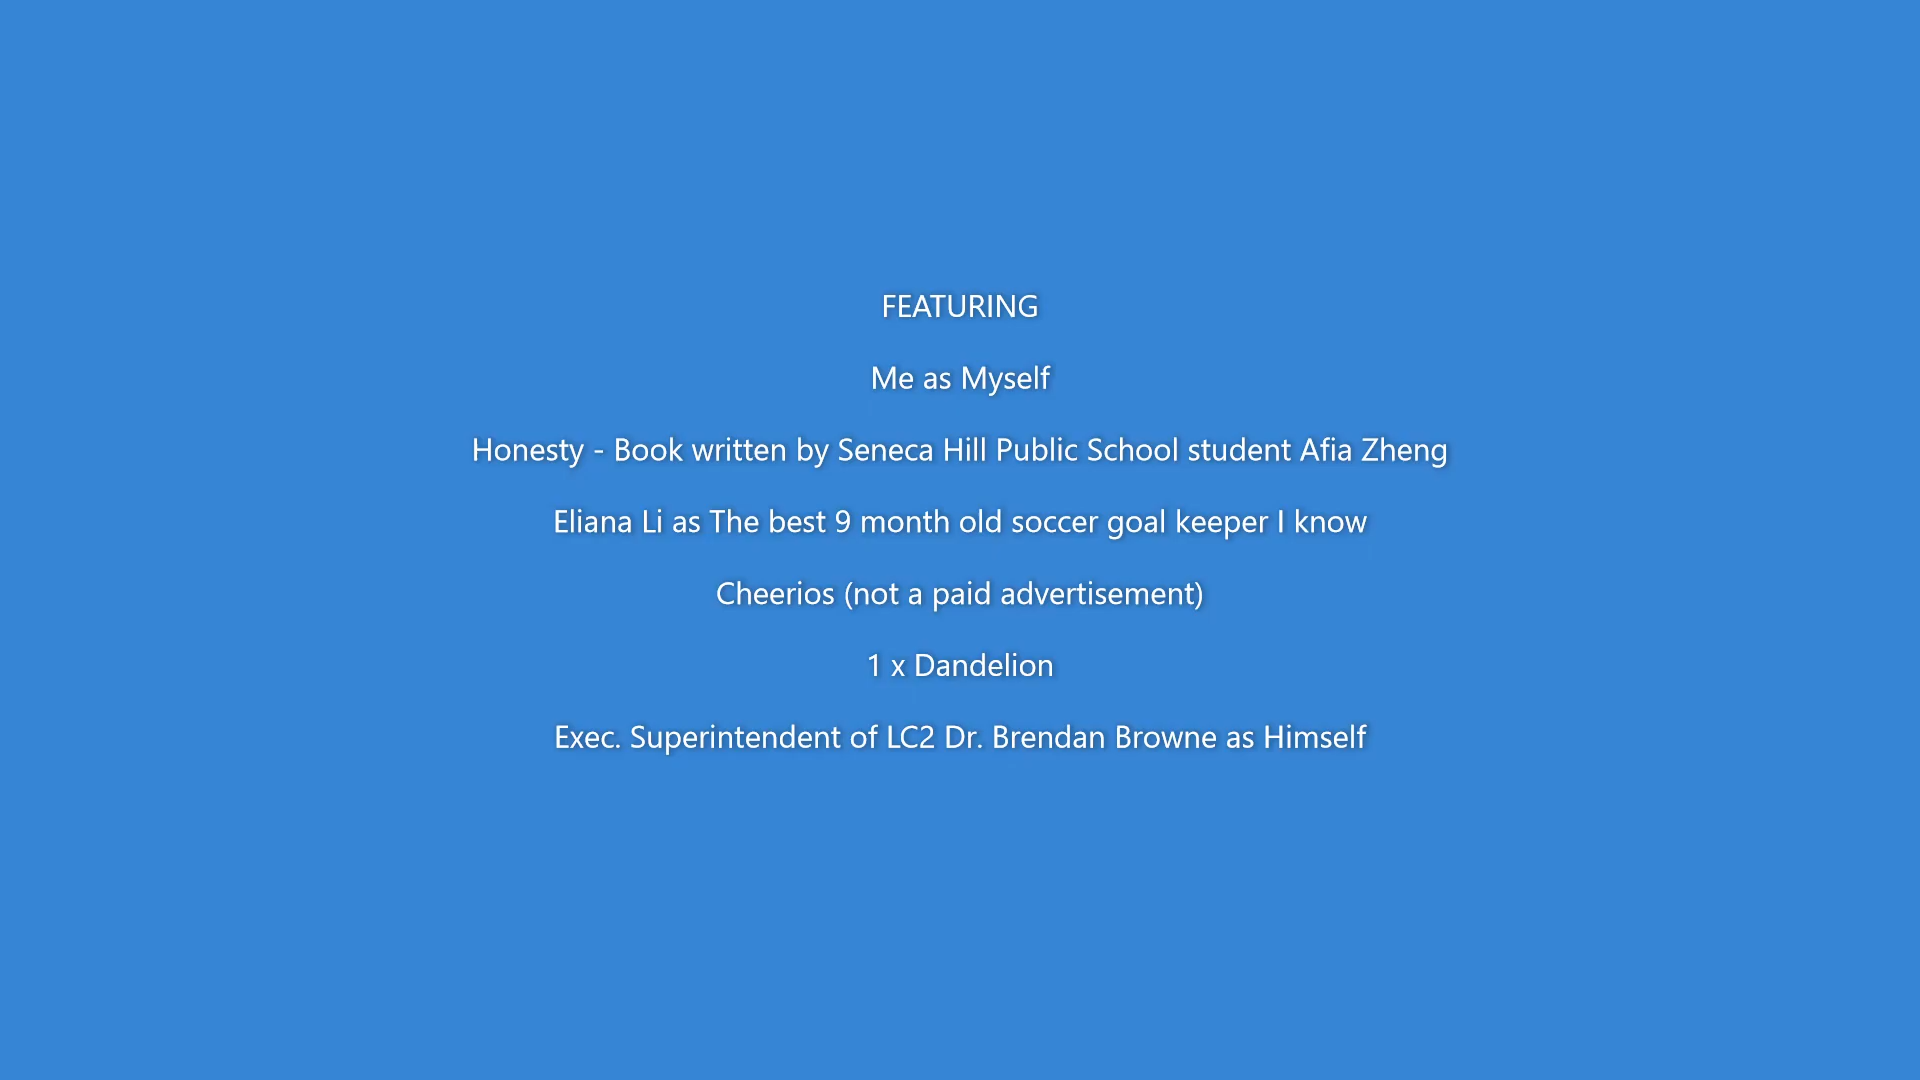 FEATURING
Me as Myself
Honesty - Book written by Seneca Hill Public School student Afia Zheng
Eliana Li as The best 9 month old soccer goal keeper I know
Cheerios (not a paid advertisement)
1 x Dandelion
Exec. Superintendent of LC2 Dr. Brendan Browne as Himself